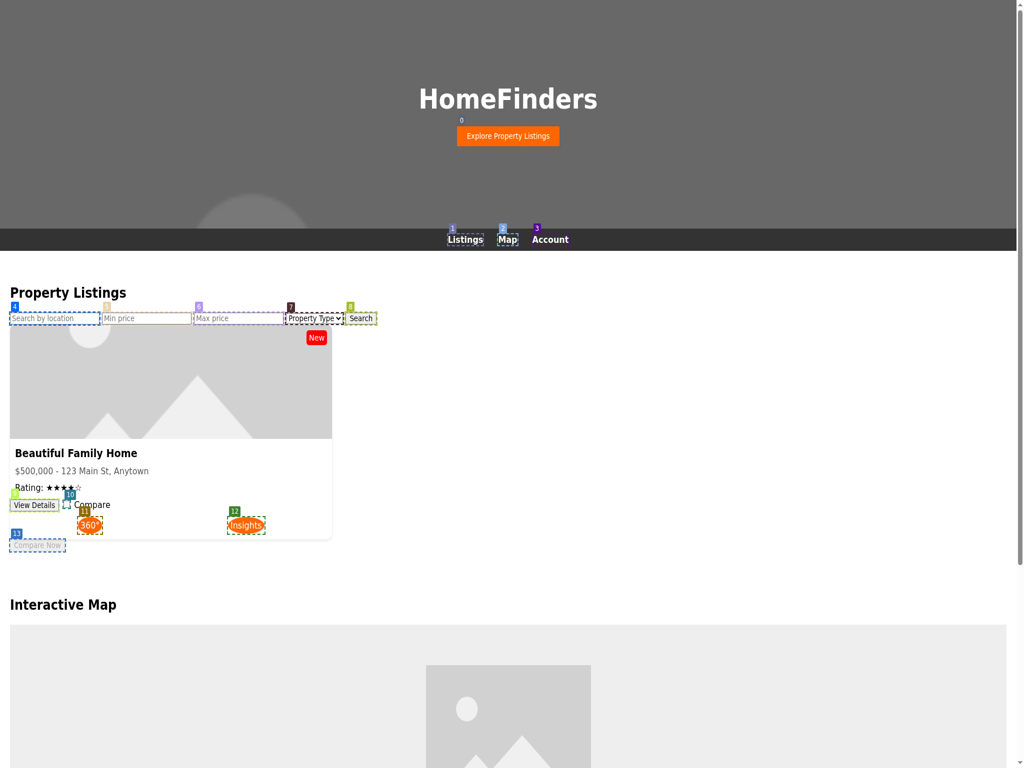 HomeFinders
0
Explore Property Listings
1 2 3
Listings Map Account
Property Listings
4 5 6 7 8
Search by location Min price Max price Property Type Search
New
Beautiful Family Home
$500,000 - 123 Main St, Anytown
Rating: ★★★★☆
10
View Details Compare
11 12
360° Insights
13
Compare Now
Interactive Map